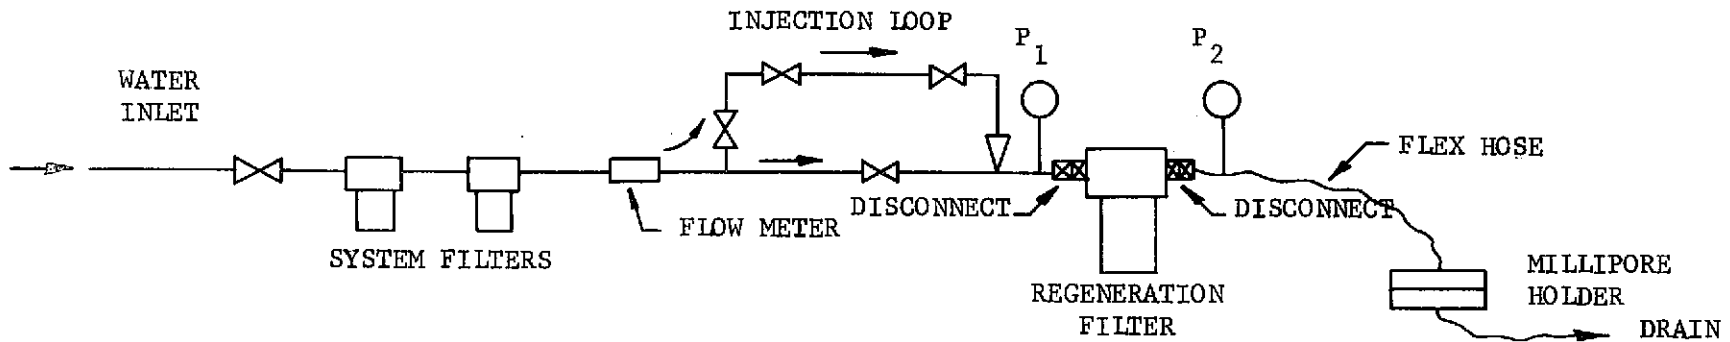 INJECTION LOOP
P1
P2
WATER
INLET
FLEX HOSE
DISCONNECT
DISCONNECT
FLOW METER
SYSTEM FILTERS
MILLIPORE
HOLDER
REGENERATION
FILTER
DRAIN